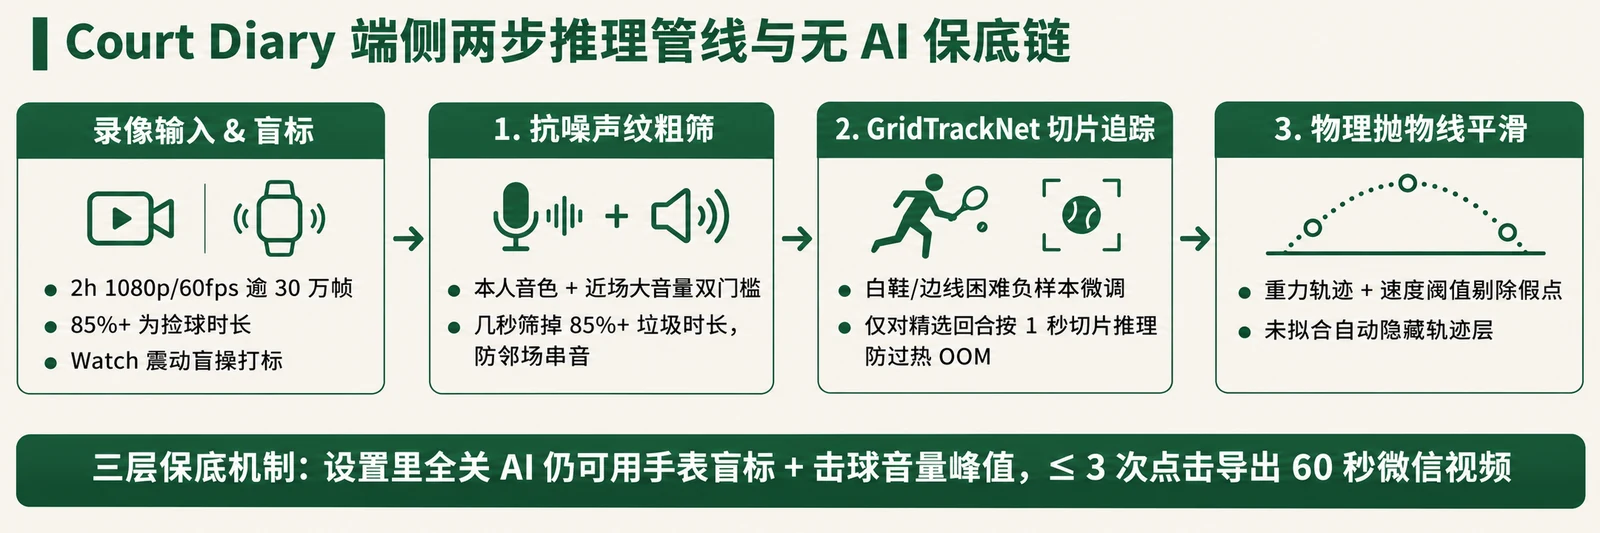 Court Diary 端侧两步推理管线与无 AI 保底链
录像输入 & 盲标
2h 1080p/60fps 逾 30 万帧
85%+ 为捡球时长
Watch 震动盲操打标
1. 抗噪声纹粗筛
本人音色 + 近场大音量双门槛
几秒筛掉 85%+ 垃圾时长，
防邻场串音
2. GridTrackNet 切片追踪
白鞋/边线困难负样本微调
仅对精选回合按 1 秒切片推理
防过热 OOM
3. 物理抛物线平滑
重力轨迹 + 速度阈值剔除假点
未拟合自动隐藏轨迹层
三层保底机制：设置里全关 AI 仍可用手表盲标 + 击球音量峰值，≤ 3 次点击导出 60 秒微信视频